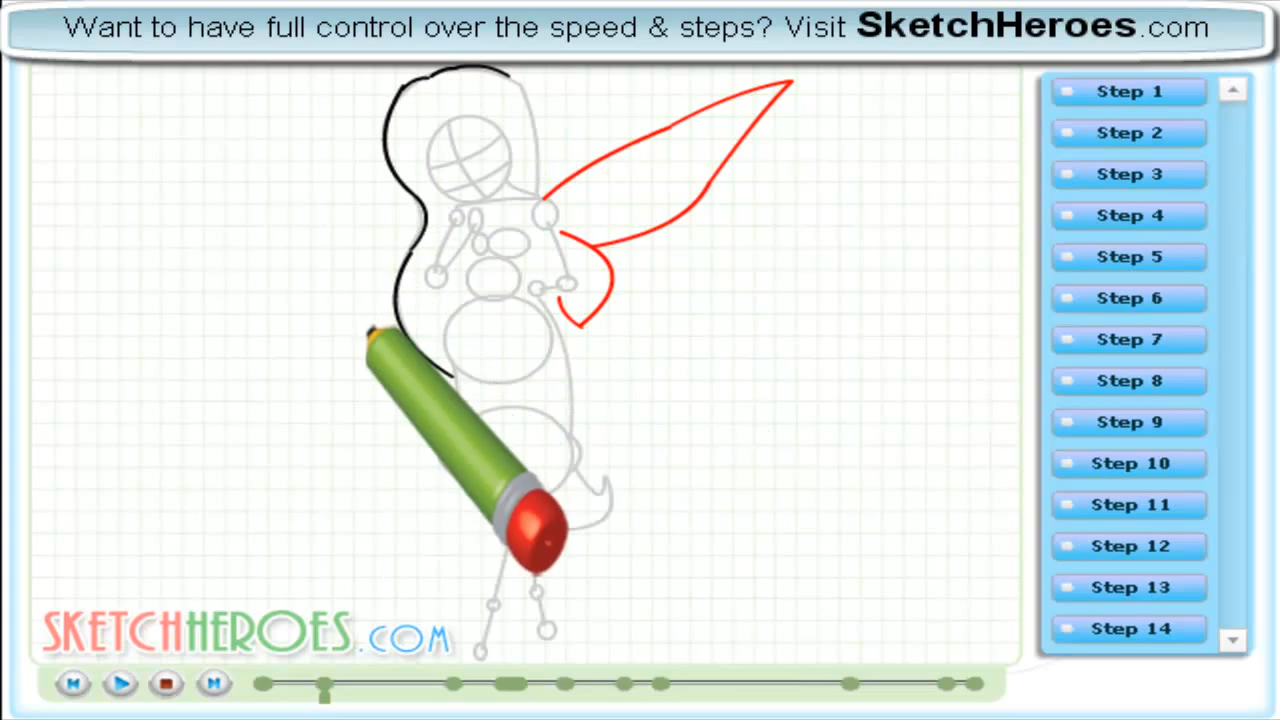 Want to have full control over the speed & steps? Visit SketchHeroes.com
Step 1
Step 2
Step 3
Step 4
Step 5
Step 6
Step 7
Step 8
Step 9
Step 10
Step 11
Step 12
Step 13
Step 14
SKETCHHEROES.COM